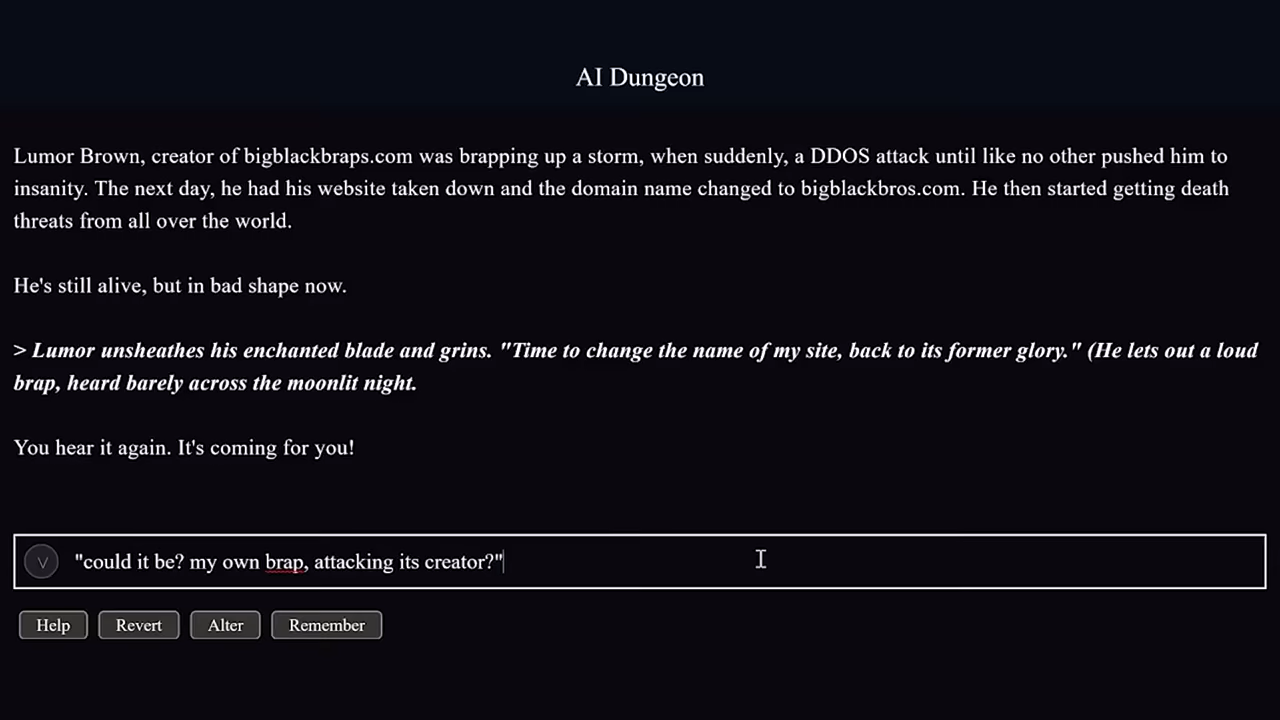 AI Dungeon
Lumor Brown, creator of bigblackbraps.com was brapping up a storm, when suddenly, a DDOS attack until like no other pushed him to
insanity. The next day, he had his website taken down and the domain name changed to bigblackbros.com. He then started getting death
threats from all over the world.
He's still alive, but in bad shape now.
> Lumor unsheathes his enchanted blade and grins. "Time to change the name of my site, back to its former glory." (He lets out a loud
brap, heard barely across the moonlit night.
You hear it again. It's coming for you!
V "could it be? my own brap, attacking its creator?"
Help Revert Alter Remember